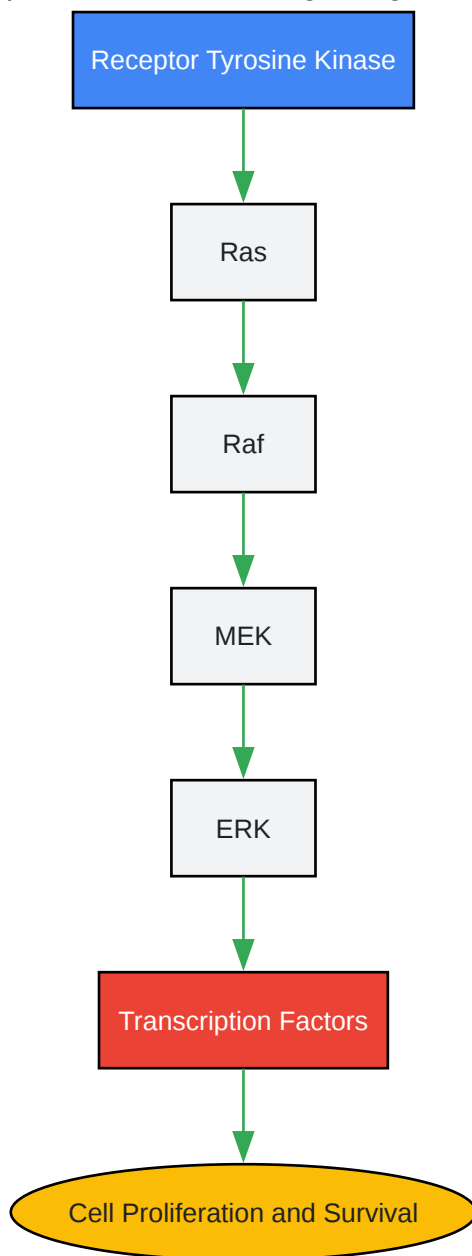 Receptor Tyrosine Kinase
Ras
Raf
MEK
ERK
Transcription Factors
Cell Proliferation and Survival